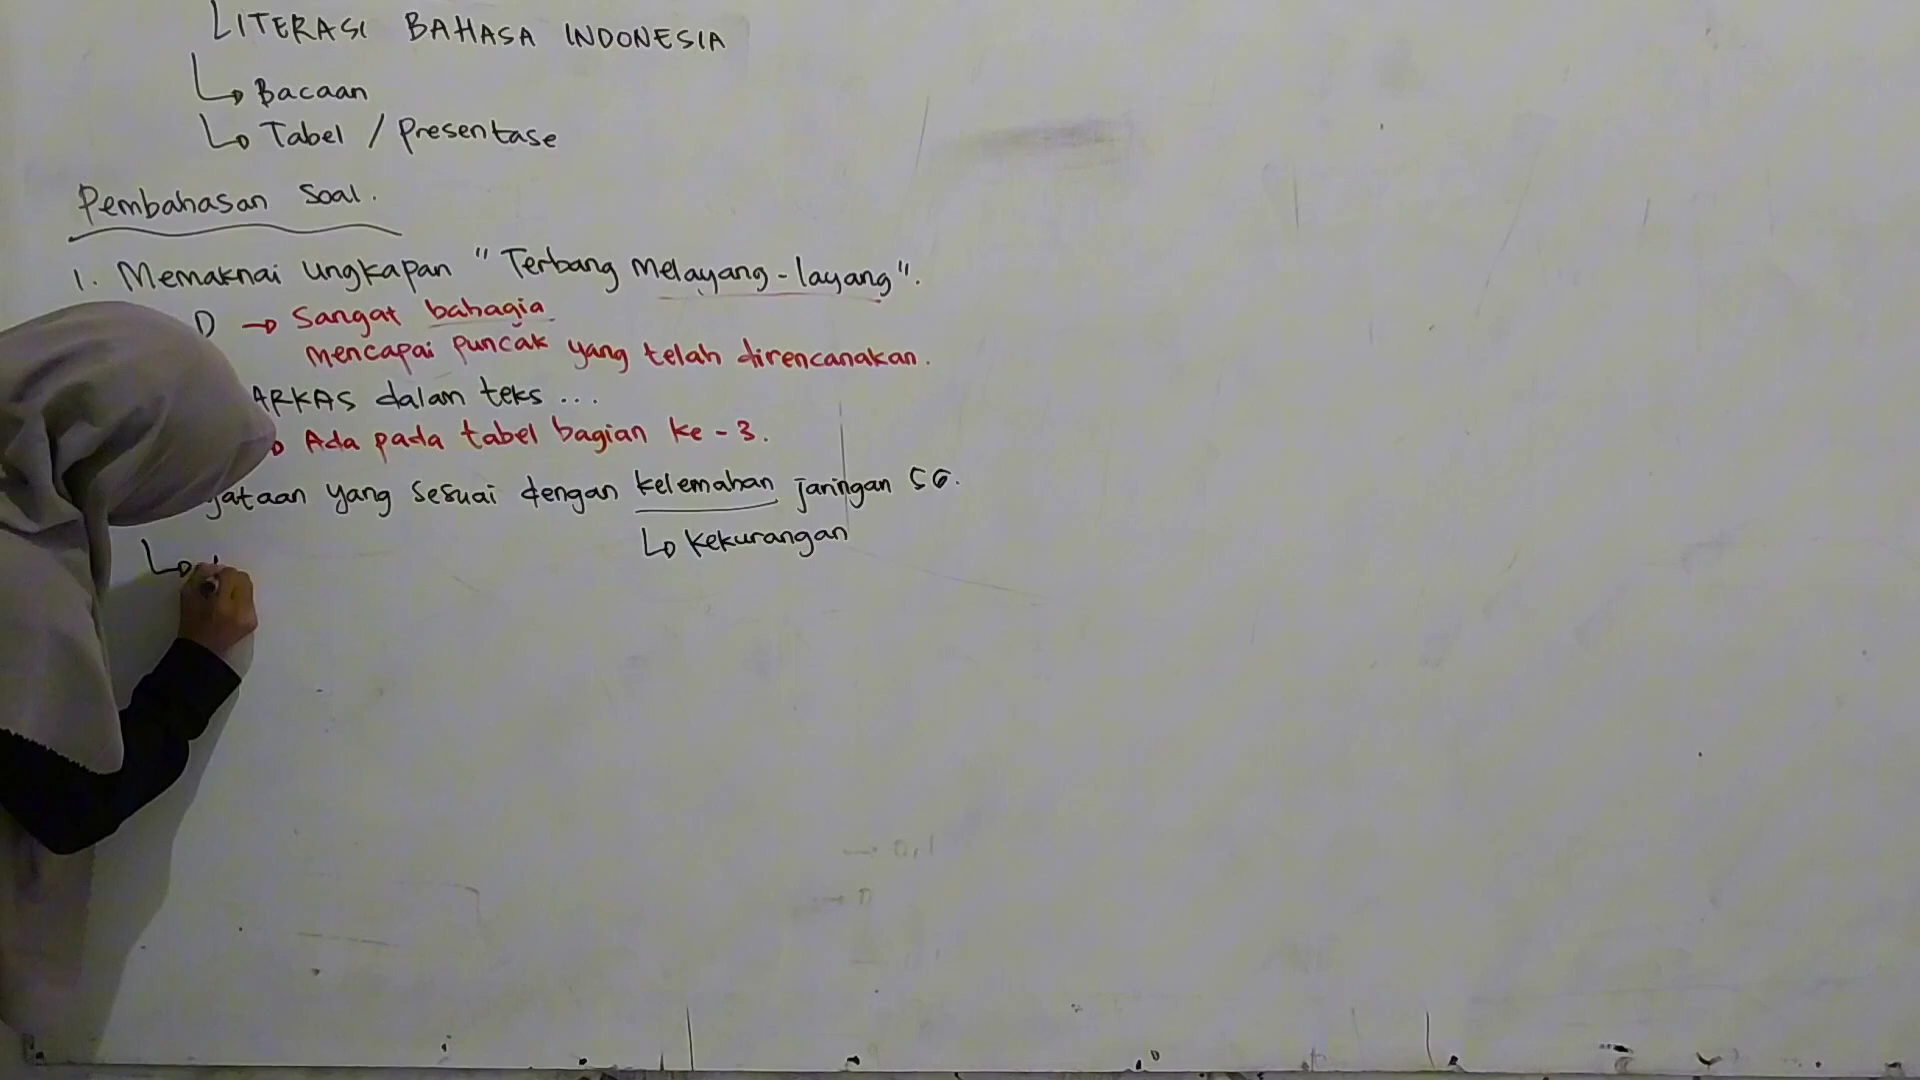 LITERASI BAHASA INDONESIA
Bacaan
Tabel / Presentase
Pembahasan Soal.
1. Memaknai Ungkapan "Terbang Melayang-layang".
D → Sangat bahagia
mencapai puncak yang telah direncanakan.
ARKAS dalam teks ...
Ada pada tabel bagian ke-3.
yataan yang sesuai dengan kelemahan jaringan 5G.
Kekurangan